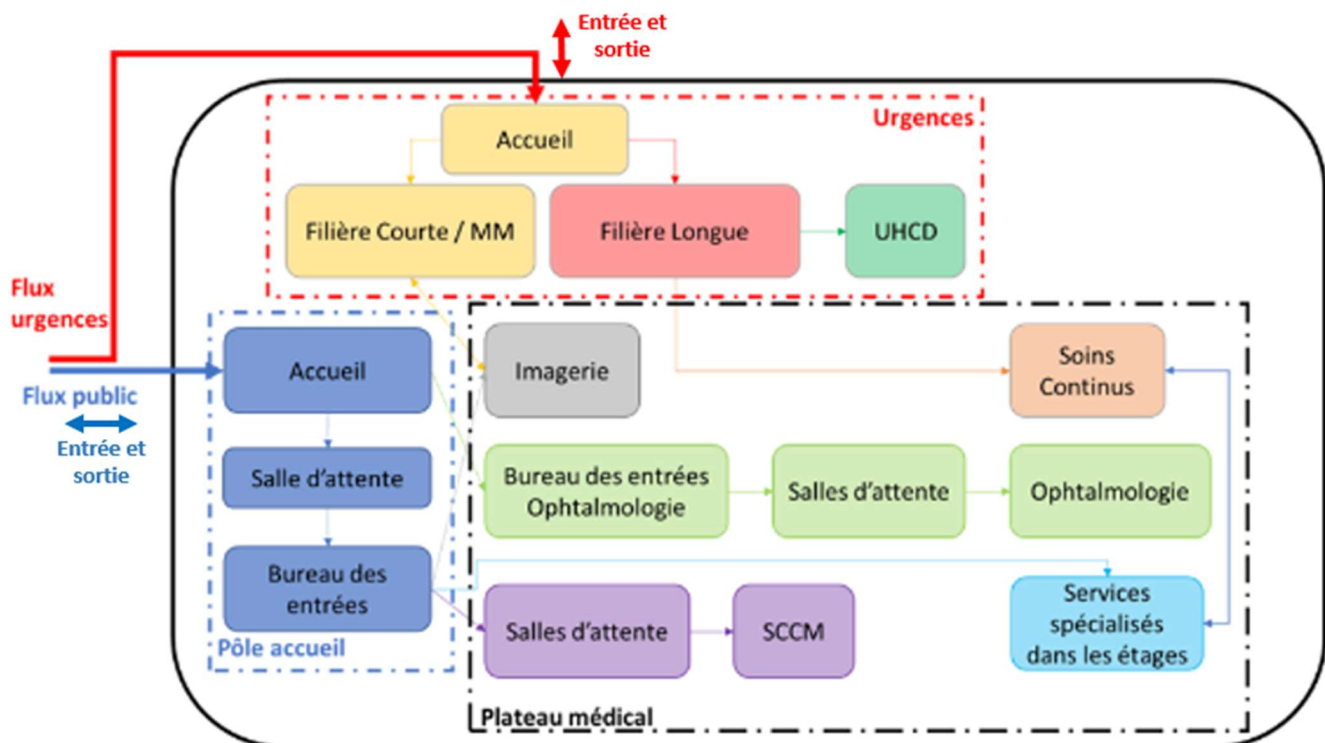 Entrée et
sortie
Urgences
Accueil
Filière Courte / MM
Filière Longue
UHCD
Flux
urgences
Flux public
Entrée et
sortie
Accueil
Salle d'attente
Bureau des
entrées
Pôle accueil
Imagerie
Soins
Continus
Bureau des entrées
Ophtalmologie
Salles d'attente
Ophtalmologie
Salles d'attente
SCCM
Services
spécialisés
dans les étages
Plateau médical